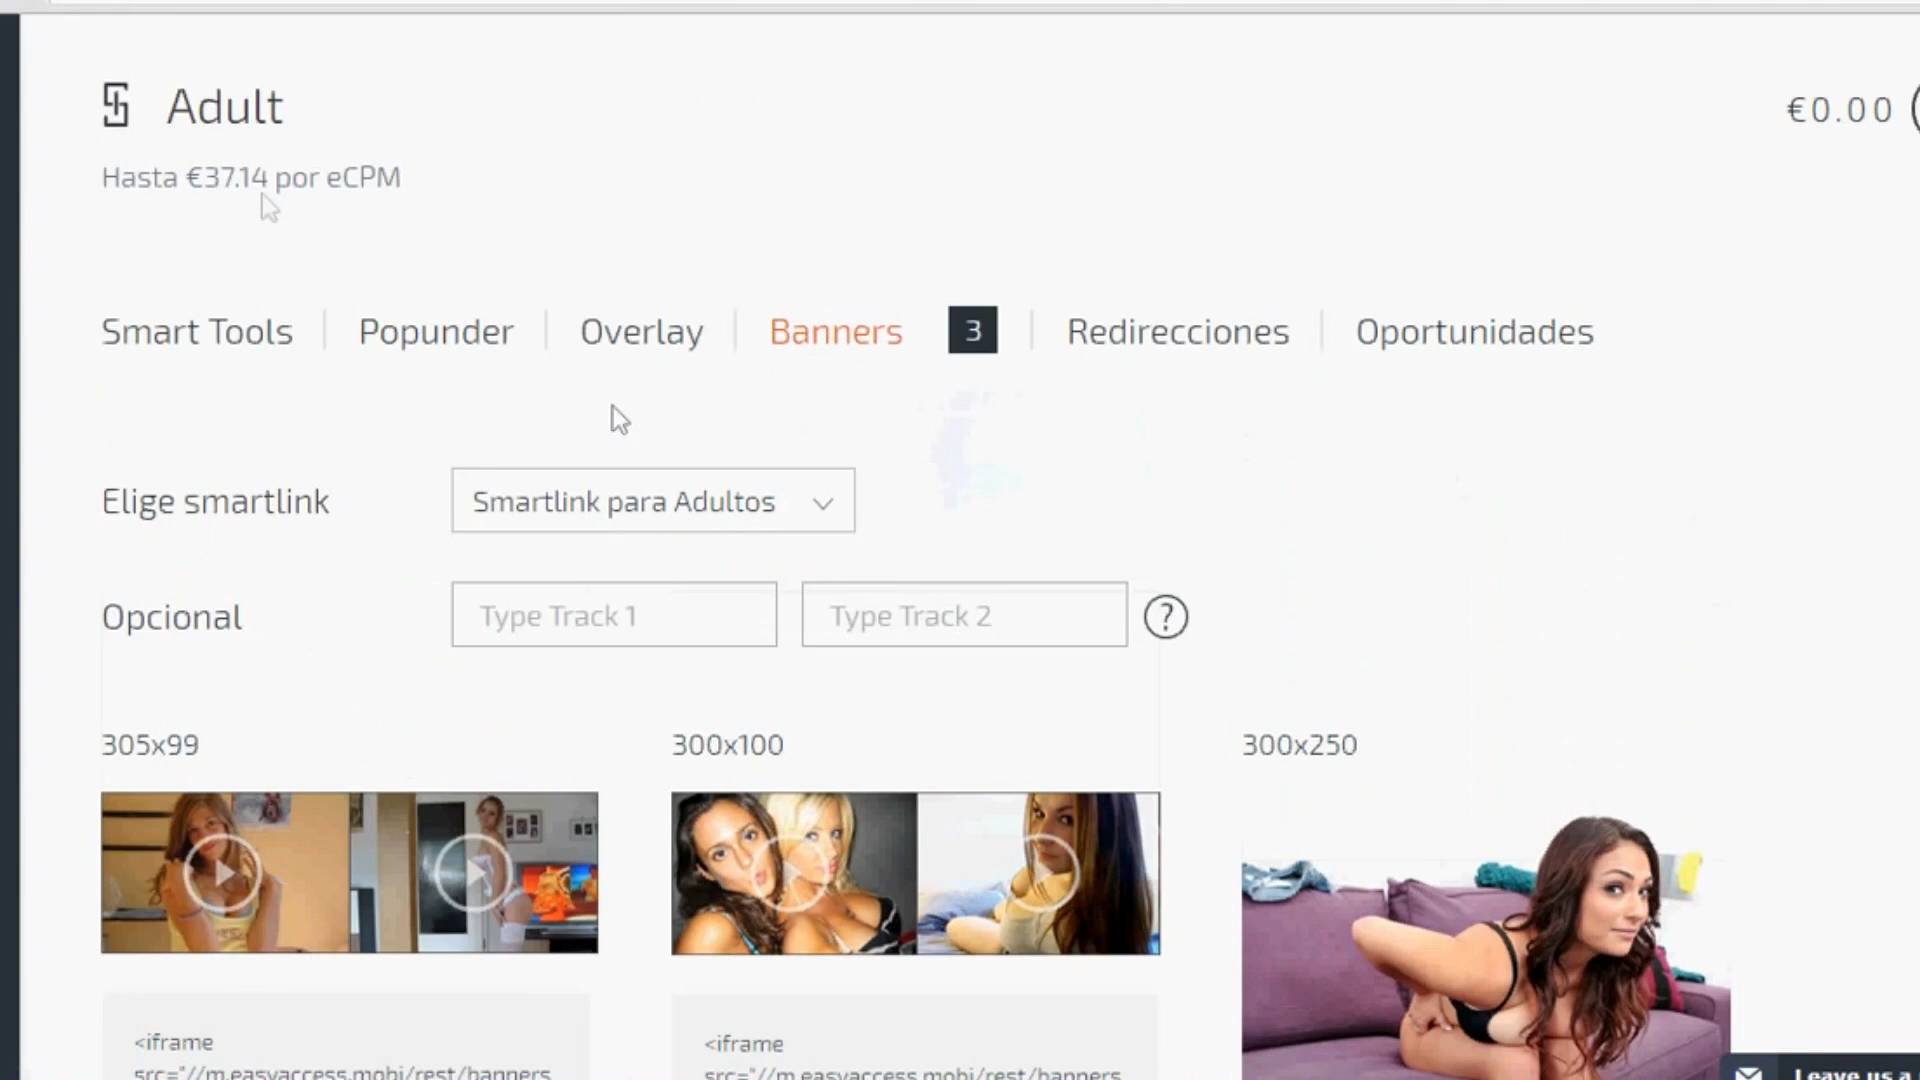 Adult
€0.00
Hasta €37.14 por eCPM
Smart Tools Popunder Overlay Banners 3 Redirecciones Oportunidades
Elige smartlink Smartlink para Adultos
Opcional Type Track 1 Type Track 2 ?
305x99 300x100 300x250
<iframe <iframe
src="//m.easyaccess.mobi/rest/banners src="//m.easyaccess.mobi/rest/banners
Leave us a